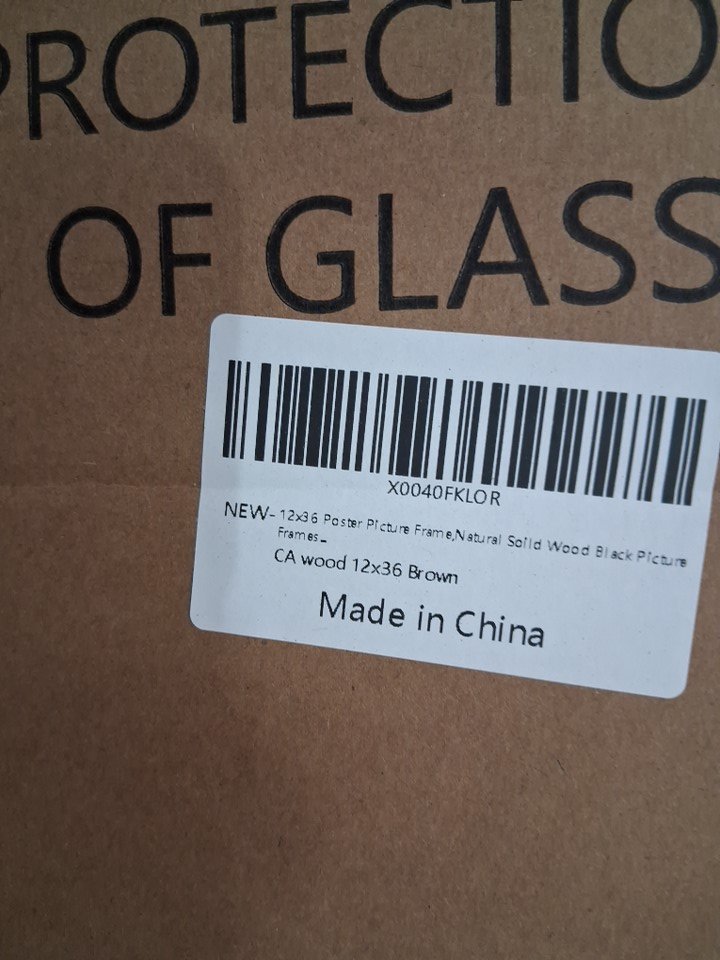 PROTECTIO
OF GLASS
X0040FKLOR
NEW- 12x36 Poster Picture Frame,Natural Solid Wood Black Picture
Frames_
CA wood 12x36 Brown
Made in China